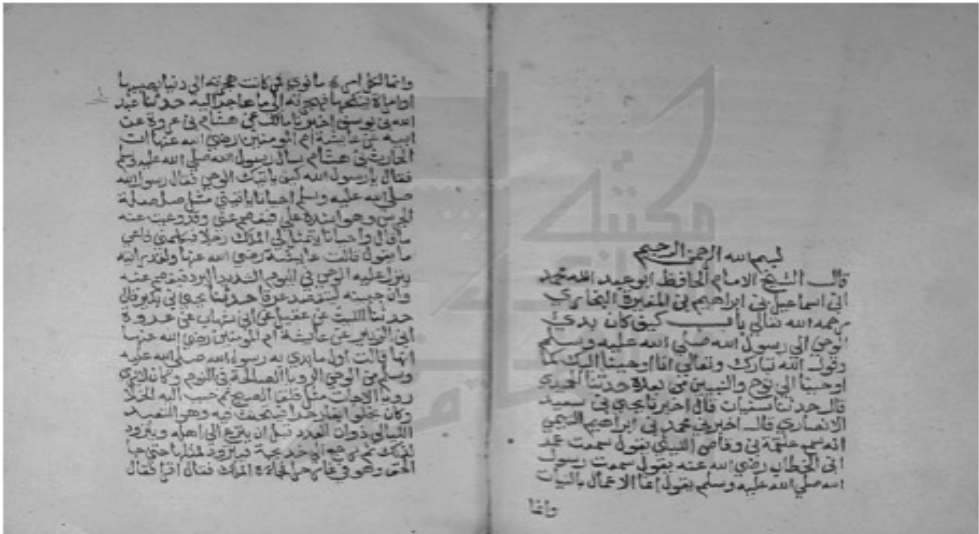 بسم الله الرحمن الرحيم
قال الشيخ الامام الحافظ ابو عبد الله محمد
ابن اسماعيل بن ابراهيم بن المغيرة البخاري
رحمه الله تعالى باب كيف كان بدئ
الوحي الى رسول الله صلى الله عليه وسلم
وقول الله تبارك وتعالى انا اوحينا اليك كما
اوحينا الى نوح والنبيين من بعده حدثنا الحميدي
قال حدثنا سفيان قال اخبرنا يحيى بن سعيد
الانصاري قال اخبرني محمد بن ابراهيم التيمي
انه سمع علقمة بن وقاص الليثي يقول سمعت عمر
ابن الخطاب رضي الله عنه يقول سمعت رسول
الله صلى الله عليه وسلم يقول انما الاعمال بالنيات
وانما
وانما لكل امرئ ما نوى فمن كانت هجرته الى دنيا يصيبها
او امراة ينكحها فهجرته الى ما هاجر اليه حدثنا عبد
الله بن يوسف اخبرنا مالك عن هشام بن عروة عن
ابيه عن عايشة ام المومنين رضي الله عنها ان
الحارث بن هشام سال رسول الله صلى الله عليه وسلم
فقال يا رسول الله كيف ياتيك الوحي فقال رسول الله
صلى الله عليه وسلم احيانا ياتيني مثل صلصلة
الجرس وهو اشده علي فيفصم عني وقد وعيت عنه
ما قال واحيانا يتمثل لي الملك رجلا فيكلمني فاعي
ما يقول قالت عايشة رضي الله عنها ولقد رايته
ينزل عليه الوحي في اليوم الشديد البرد فيفصم عنه
وان جبينه ليتفصد عرقا حدثنا يحيى بن بكير قال
حدثنا الليث عن عقيل عن ابن شهاب عن عروة
ابن الزبير عن عايشة ام المومنين رضي الله عنها
انها قالت اول ما بدي به رسول الله صلى الله عليه
وسلم من الوحي الرويا الصالحة في النوم وكان لا يرى
رويا الا جات مثل فلق الصبح ثم حبب اليه الخلا
وكان يخلو بغار حرا فيتحنث فيه وهو التعبد
الليالي ذوات العدد قبل ان ينزع الى اهله ويتزود
لذلك ثم يرجع الى خديجة فيتزود لمثلها حتى جا
الحق وهو في غار حرا فجاءه الملك فقال اقرا فقال